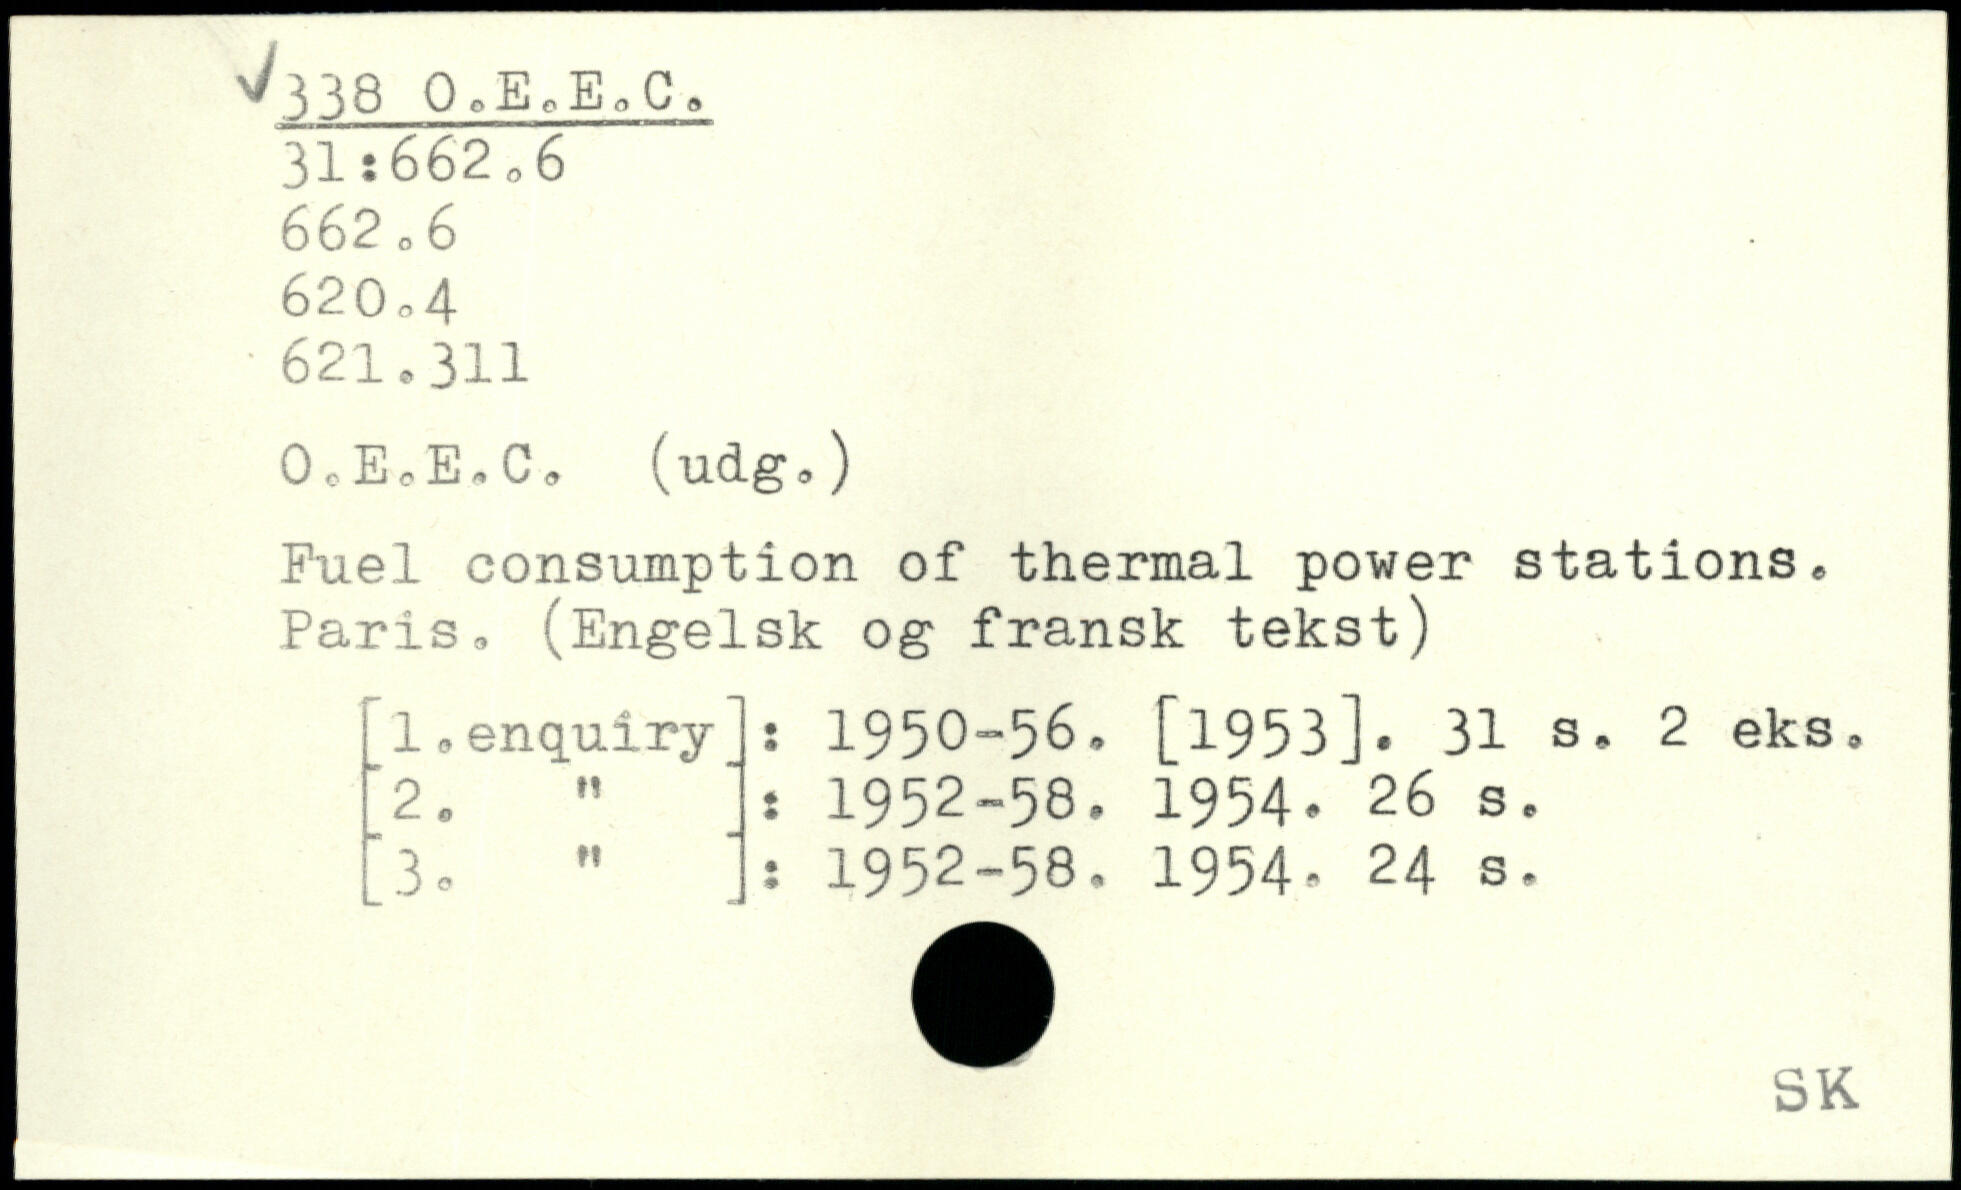 338 O.E.E.C.
31:662.6
662.6
620.4
621.311
O.E.E.C. (udg.)
Fuel consumption of thermal power stations.
Paris. (Engelsk og fransk tekst)
[1.enquiry]: 1950-56. [1953]. 31 s. 2 eks.
[2. " ]: 1952-58. 1954. 26 s.
[3. " ]: 1952-58. 1954. 24 s.
SK